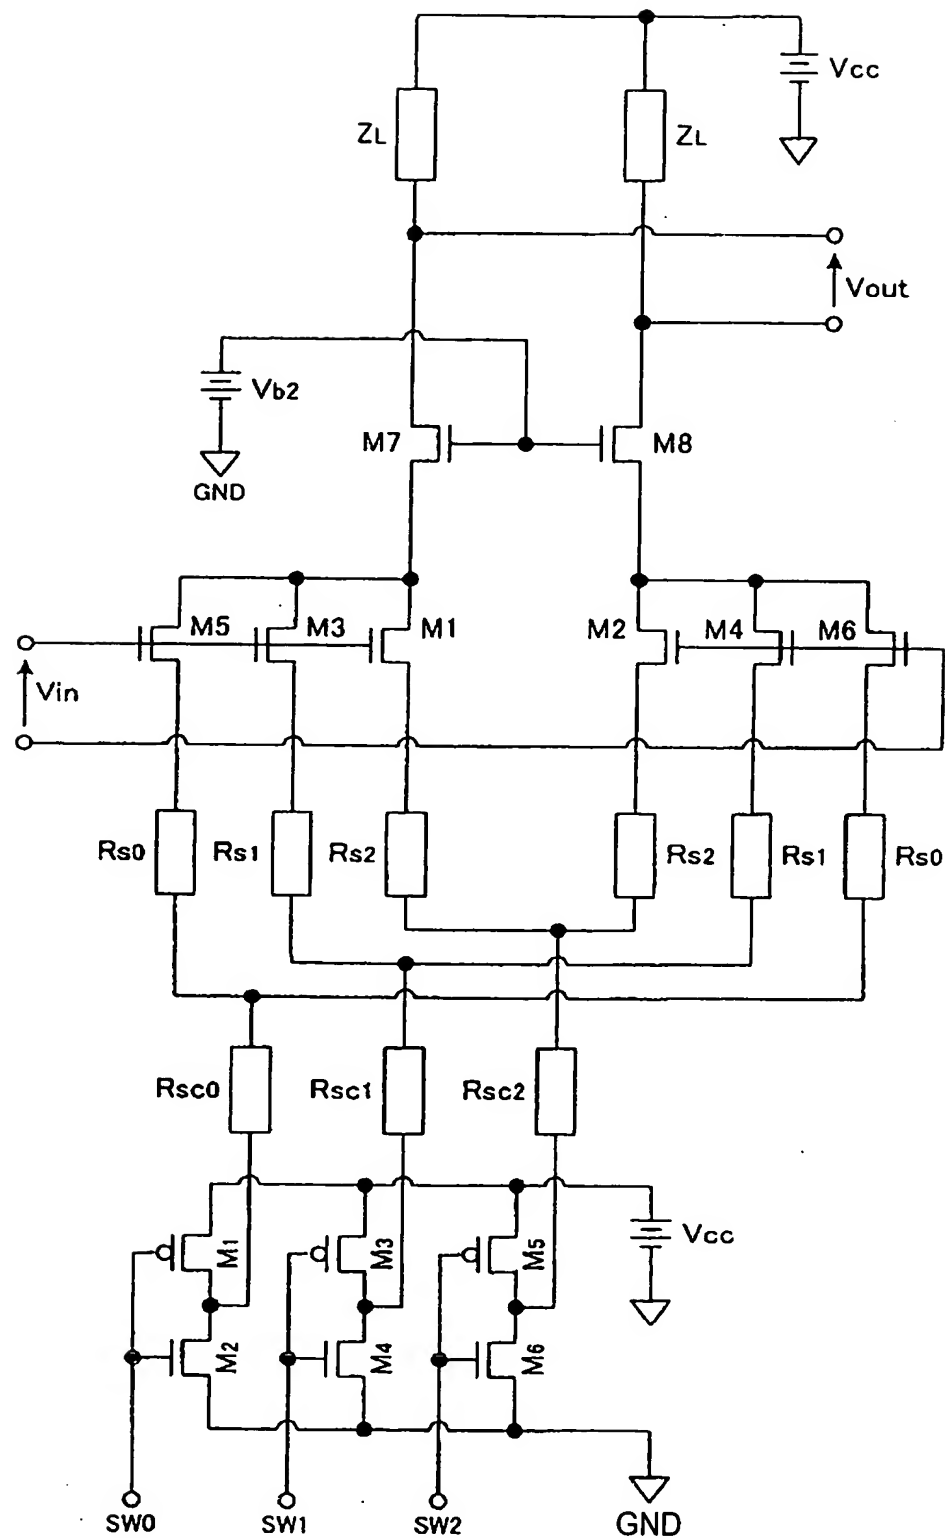 Vcc
ZL ZL
Vout
Vb2
M7 M8
GND
M5 M3 M1 M2 M4 M6
Vin
Rs0 Rs1 Rs2 Rs2 Rs1 Rs0
Rsc0 Rsc1 Rsc2
Vcc
M1 M3 M5
M2 M4 M6
SW0 SW1 SW2 GND